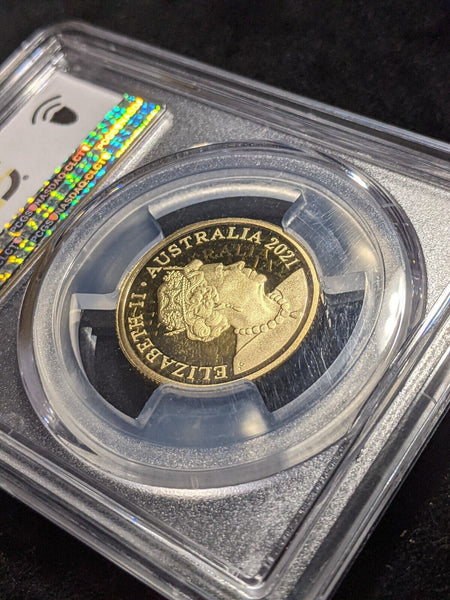 ELIZABETH II • AUSTRALIA 2021